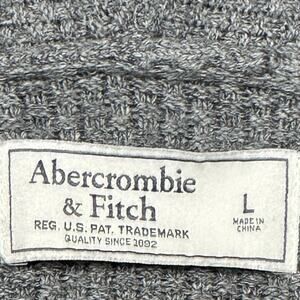 Abercrombie
& Fitch
REG. U.S. PAT. TRADEMARK
QUALITY SINCE 1892
L
MADE IN
CHINA